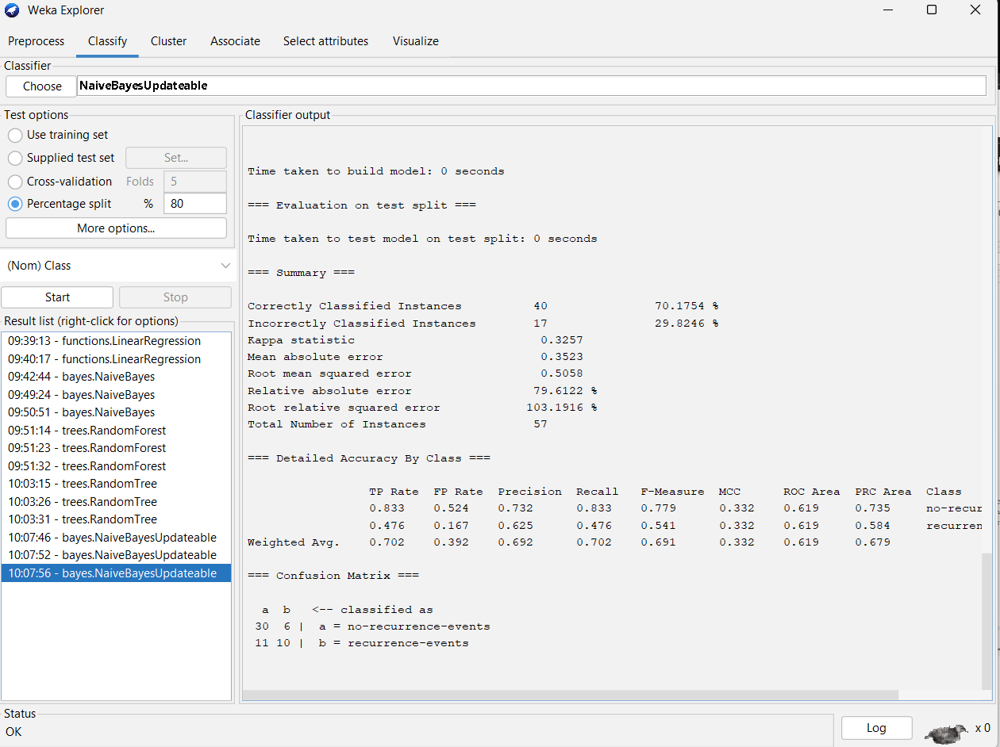 Weka Explorer
Preprocess Classify Cluster Associate Select attributes Visualize
Classifier
Choose NaiveBayesUpdateable
Test options
Use training set
Supplied test set Set...
Cross-validation Folds 5
Percentage split % 80
More options...
(Nom) Class
Start Stop
Result list (right-click for options)
09:39:13 - functions.LinearRegression
09:40:17 - functions.LinearRegression
09:42:44 - bayes.NaiveBayes
09:49:24 - bayes.NaiveBayes
09:50:51 - bayes.NaiveBayes
09:51:14 - trees.RandomForest
09:51:23 - trees.RandomForest
09:51:32 - trees.RandomForest
10:03:15 - trees.RandomTree
10:03:26 - trees.RandomTree
10:03:31 - trees.RandomTree
10:07:46 - bayes.NaiveBayesUpdateable
10:07:52 - bayes.NaiveBayesUpdateable
10:07:56 - bayes.NaiveBayesUpdateable
Classifier output
Time taken to build model: 0 seconds
=== Evaluation on test split ===
Time taken to test model on test split: 0 seconds
=== Summary ===
Correctly Classified Instances 40 70.1754 %
Incorrectly Classified Instances 17 29.8246 %
Kappa statistic 0.3257
Mean absolute error 0.3523
Root mean squared error 0.5058
Relative absolute error 79.6122 %
Root relative squared error 103.1916 %
Total Number of Instances 57
=== Detailed Accuracy By Class ===
TP Rate FP Rate Precision Recall F-Measure MCC ROC Area PRC Area Class
0.833 0.524 0.732 0.833 0.779 0.332 0.619 0.735 no-recur
0.476 0.167 0.625 0.476 0.541 0.332 0.619 0.584 recurren
Weighted Avg. 0.702 0.392 0.692 0.702 0.691 0.332 0.619 0.679
=== Confusion Matrix ===
a b <-- classified as
30 6 | a = no-recurrence-events
11 10 | b = recurrence-events
Status
OK
Log x 0